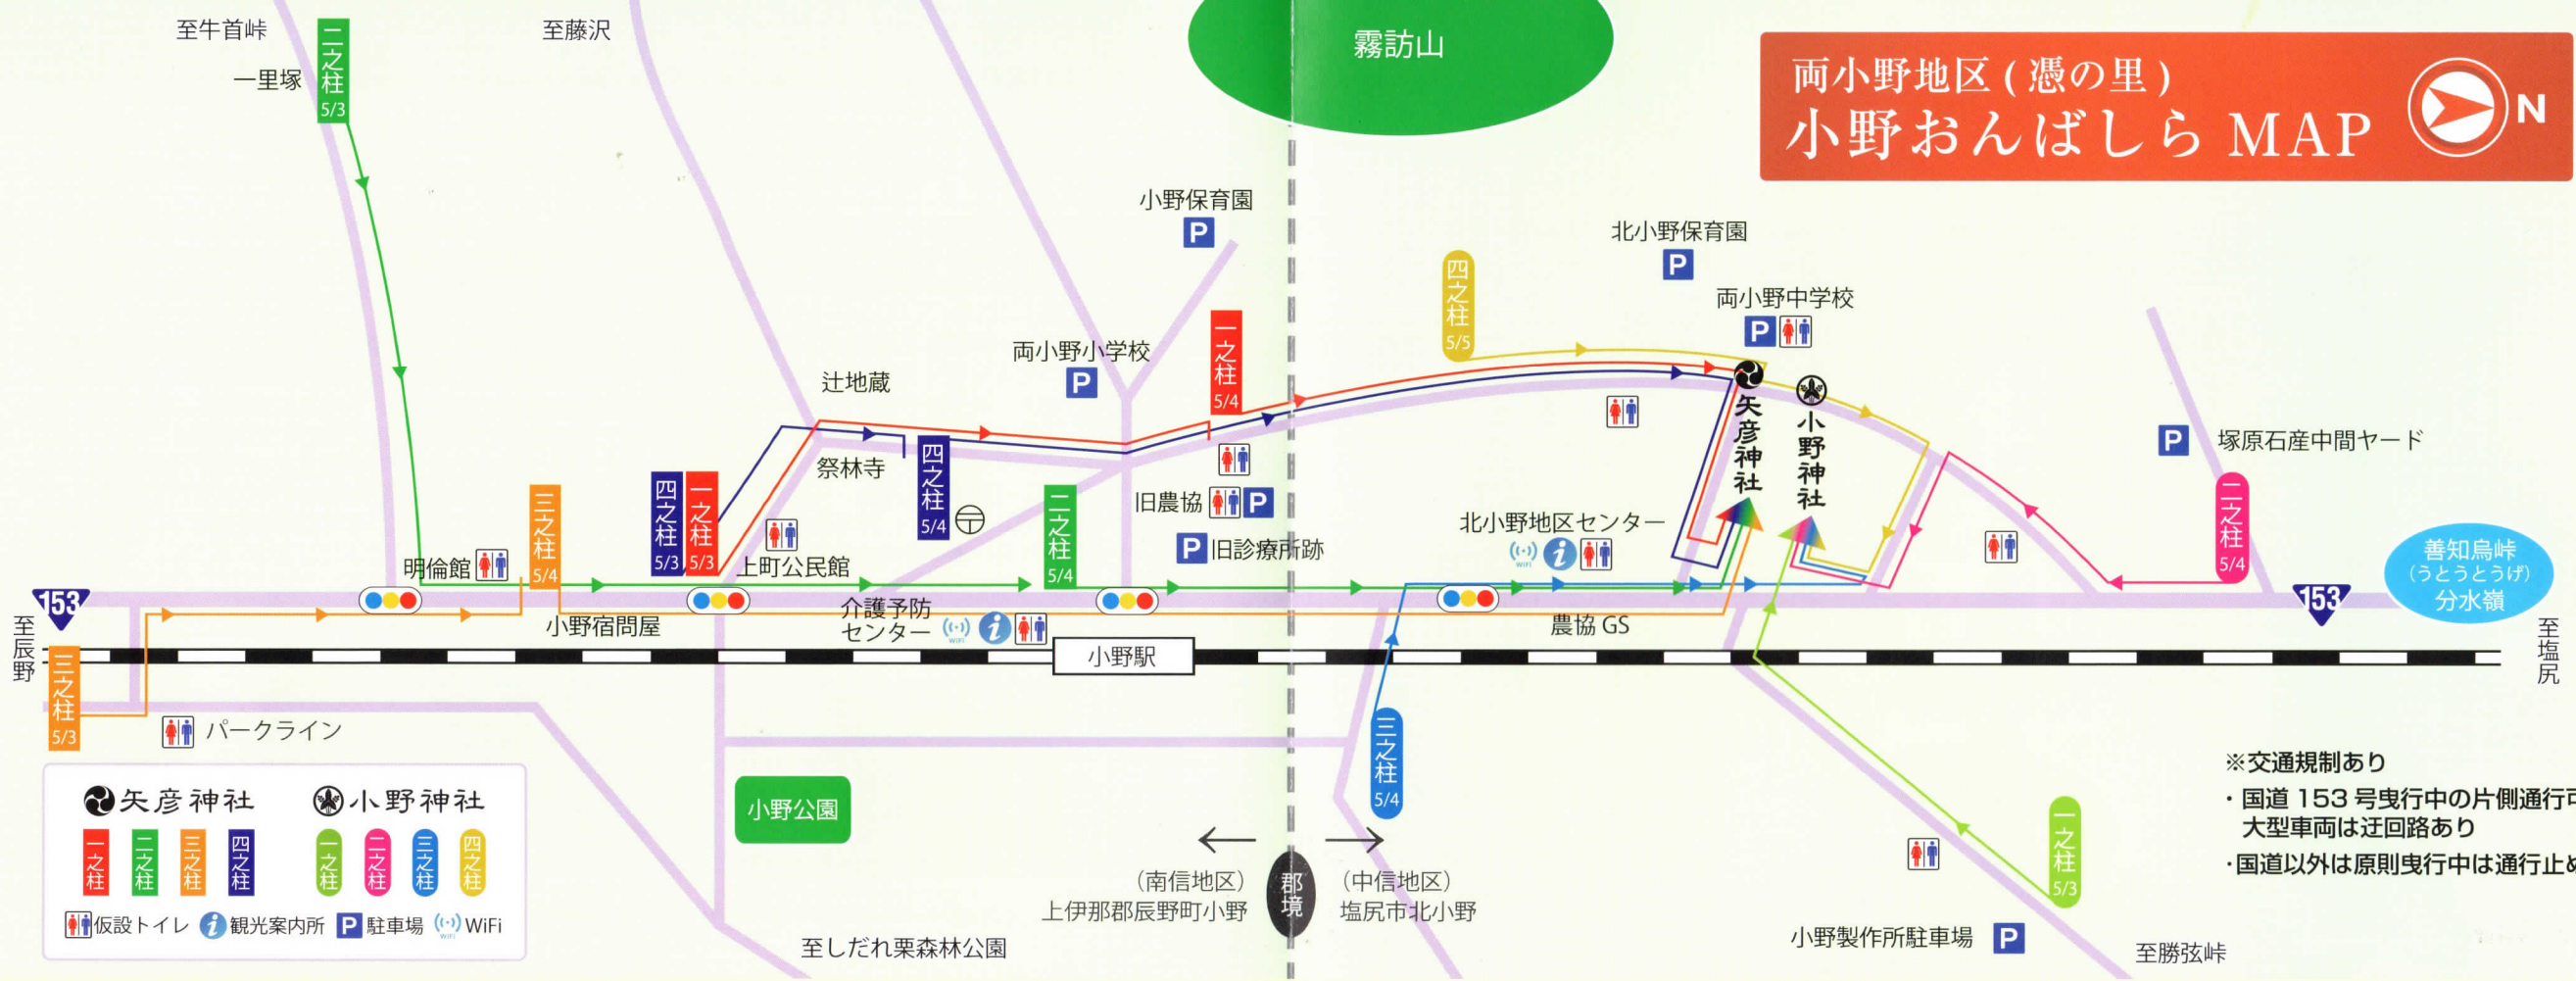 両小野地区(憑の里)
小野おんばしら MAP
N
霧訪山
至牛首峠
一里塚
二之柱 5/3
至藤沢
小野保育園
P
北小野保育園
P
両小野中学校
P
四之柱 5/5
両小野小学校
P
一之柱 5/4
辻地蔵
祭林寺
四之柱 5/4
四之柱 5/3
一之柱 5/3
三之柱 5/4
二之柱 5/4
矢彦神社
小野神社
P
塚原石産中間ヤード
二之柱 5/4
旧農協
P
P 旧診療所跡
北小野地区センター
WiFi
明倫館
上町公民館
善知鳥峠
(うとうとうげ)
分水嶺
153
153
至辰野
至塩尻
小野宿問屋
介護予防
センター
WiFi
農協 GS
小野駅
三之柱 5/3
パークライン
三之柱 5/4
一之柱 5/3
小野公園
矢彦神社
小野神社
一之柱
二之柱
三之柱
四之柱
一之柱
二之柱
三之柱
四之柱
仮設トイレ
観光案内所
P 駐車場
WiFi WiFi
郡境
(南信地区)
上伊那郡辰野町小野
(中信地区)
塩尻市北小野
至しだれ栗森林公園
小野製作所駐車場 P
至勝弦峠
※交通規制あり
・国道 153 号曳行中の片側通行可
大型車両は迂回路あり
・国道以外は原則曳行中は通行止め